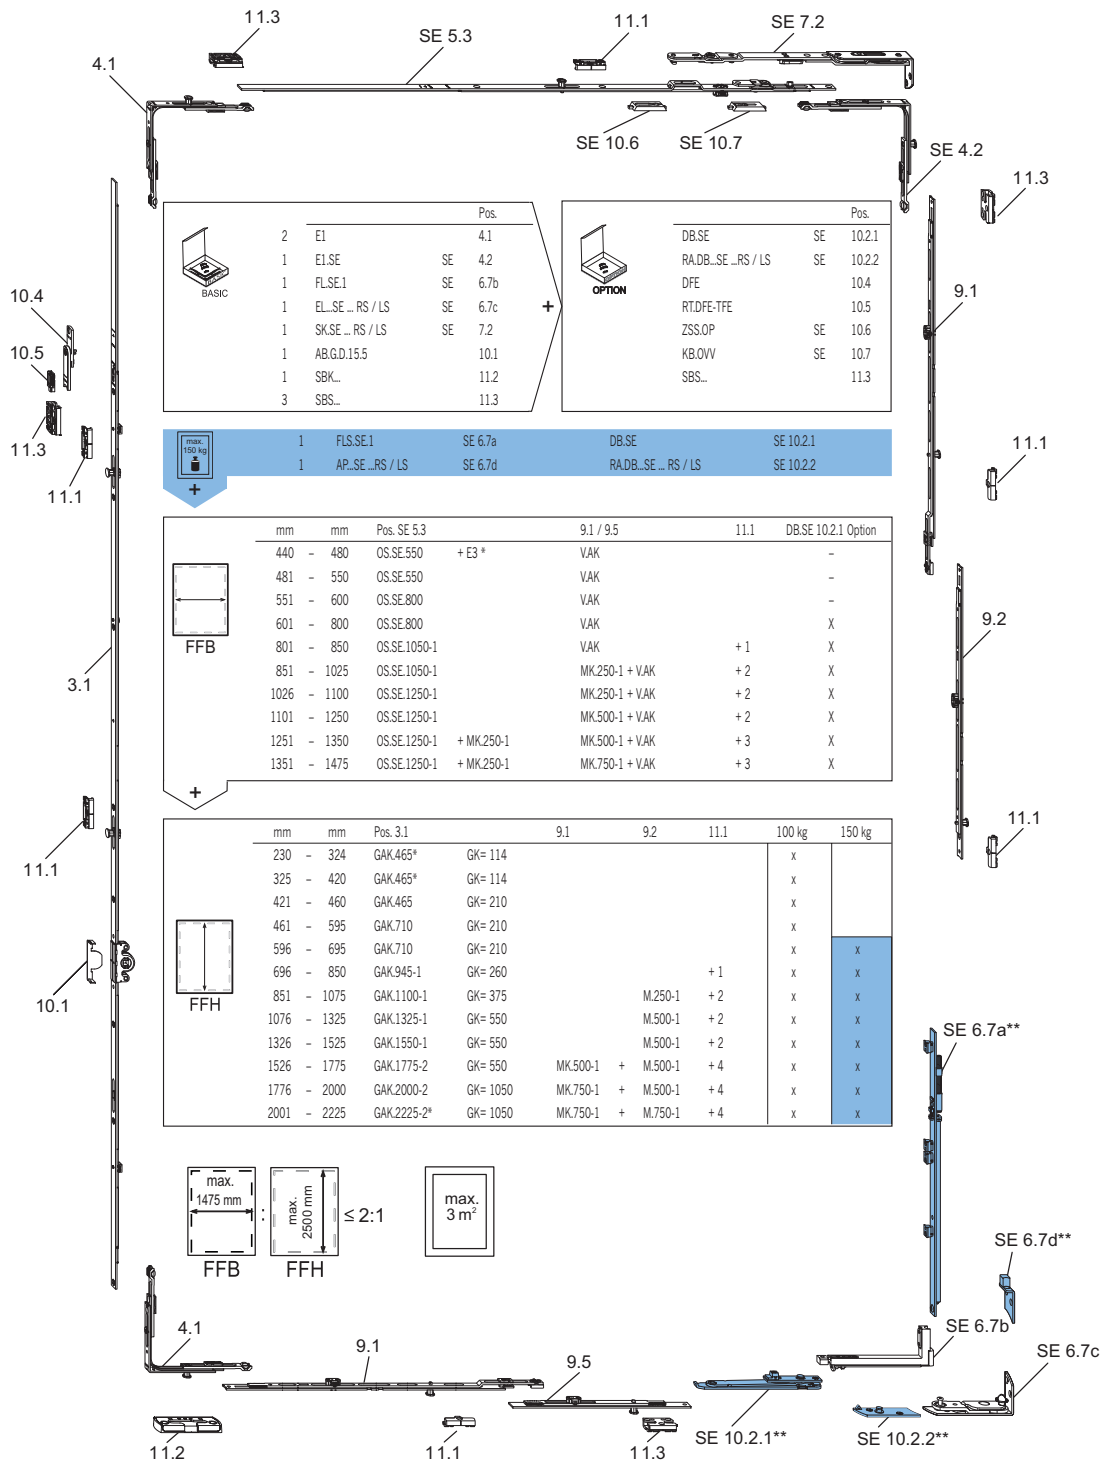 11.3
SE 5.3
11.1
SE 7.2
4.1
SE 10.6
SE 10.7
SE 4.2
11.3
Pos.
2 E1 4.1
1 E1.SE SE 4.2
1 FL.SE.1 SE 6.7b
1 EL...SE ... RS / LS SE 6.7c
1 SK.SE ... RS / LS SE 7.2
1 AB.G.D.15.5 10.1
1 SBK... 11.2
3 SBS... 11.3
BASIC
+
Pos.
DB.SE SE 10.2.1
RA.DB...SE ...RS / LS SE 10.2.2
DFE 10.4
RT.DFE-TFE 10.5
ZSS.OP SE 10.6
KB.OVV SE 10.7
SBS... 11.3
OPTION
10.4
10.5
11.3
11.1
9.1
11.1
max.
150 kg
+
1 FLS.SE.1 SE 6.7a DB.SE SE 10.2.1
1 AP...SE ...RS / LS SE 6.7d RA.DB...SE ... RS / LS SE 10.2.2
mm mm Pos. SE 5.3 9.1 / 9.5 11.1 DB.SE 10.2.1 Option
440 – 480 OS.SE.550 + E3 * V.AK –
481 – 550 OS.SE.550 V.AK –
551 – 600 OS.SE.800 V.AK –
601 – 800 OS.SE.800 V.AK X
801 – 850 OS.SE.1050-1 V.AK + 1 X
851 – 1025 OS.SE.1050-1 MK.250-1 + V.AK + 2 X
1026 – 1100 OS.SE.1250-1 MK.250-1 + V.AK + 2 X
1101 – 1250 OS.SE.1250-1 MK.500-1 + V.AK + 2 X
1251 – 1350 OS.SE.1250-1 + MK.250-1 MK.500-1 + V.AK + 3 X
1351 – 1475 OS.SE.1250-1 + MK.250-1 MK.750-1 + V.AK + 3 X
FFB
+
3.1
9.2
11.1
11.1
10.1
mm mm Pos. 3.1 9.1 9.2 11.1 100 kg 150 kg
230 – 324 GAK.465* GK= 114 x
325 – 420 GAK.465* GK= 114 x
421 – 460 GAK.465 GK= 210 x
461 – 595 GAK.710 GK= 210 x
596 – 695 GAK.710 GK= 210 x x
696 – 850 GAK.945-1 GK= 260 + 1 x x
851 – 1075 GAK.1100-1 GK= 375 M.250-1 + 2 x x
1076 – 1325 GAK.1325-1 GK= 550 M.500-1 + 2 x x
1326 – 1525 GAK.1550-1 GK= 550 M.500-1 + 2 x x
1526 – 1775 GAK.1775-2 GK= 550 MK.500-1 + M.500-1 + 4 x x
1776 – 2000 GAK.2000-2 GK= 1050 MK.750-1 + M.500-1 + 4 x x
2001 – 2225 GAK.2225-2* GK= 1050 MK.750-1 + M.750-1 + 4 x x
FFH
SE 6.7a**
max.
1475 mm
FFB
:
max.
2500 mm
FFH
≤ 2:1
max.
3 m²
SE 6.7d**
SE 6.7b
SE 6.7c
4.1
9.1
9.5
11.2
11.1
11.3
SE 10.2.1**
SE 10.2.2**